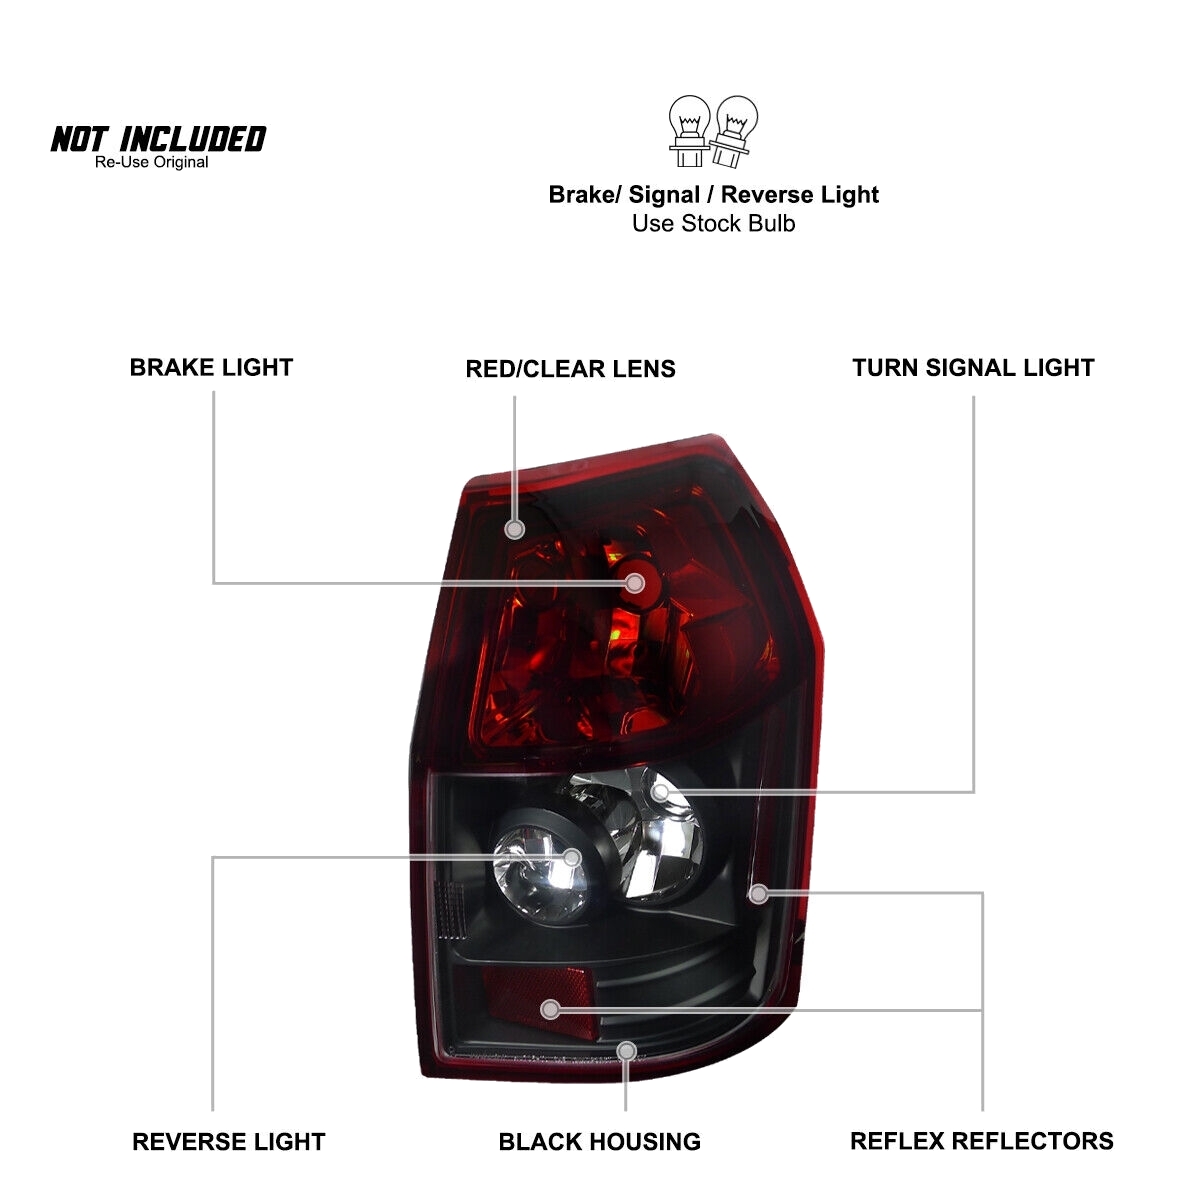 NOT INCLUDED
Re-Use Original
Brake/ Signal / Reverse Light
Use Stock Bulb
BRAKE LIGHT
RED/CLEAR LENS
TURN SIGNAL LIGHT
REVERSE LIGHT
BLACK HOUSING
REFLEX REFLECTORS